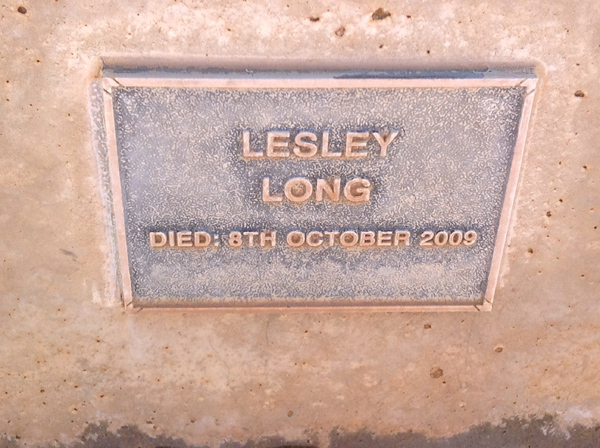 LESLEY
LONG
DIED: 8TH OCTOBER 2009